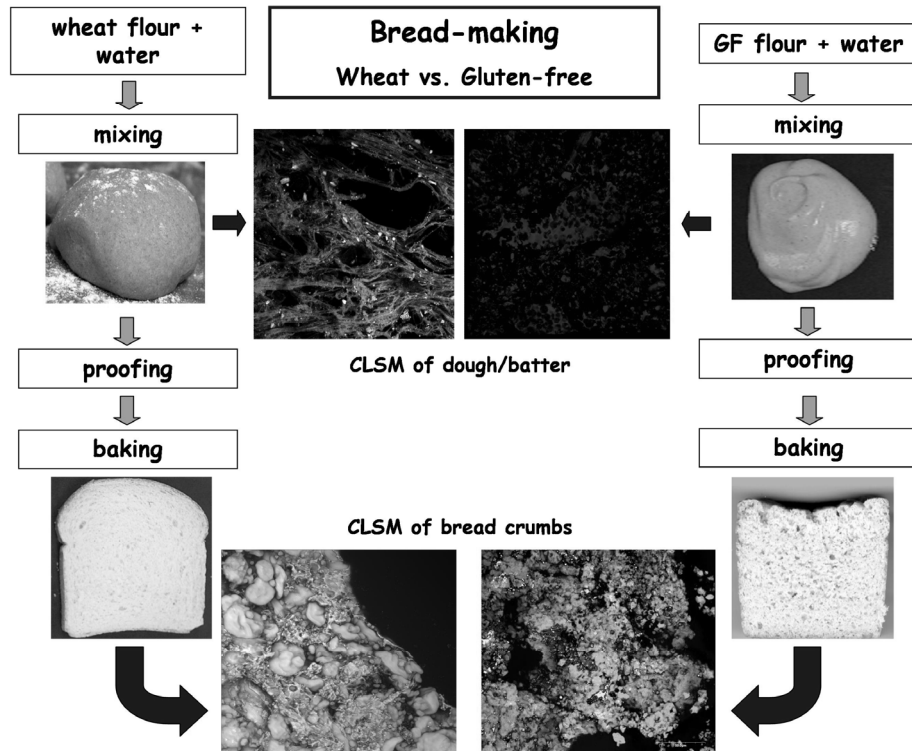 wheat flour +
water
Bread-making
Wheat vs. Gluten-free
GF flour + water
mixing
mixing
CLSM of dough/batter
proofing
proofing
baking
baking
CLSM of bread crumbs